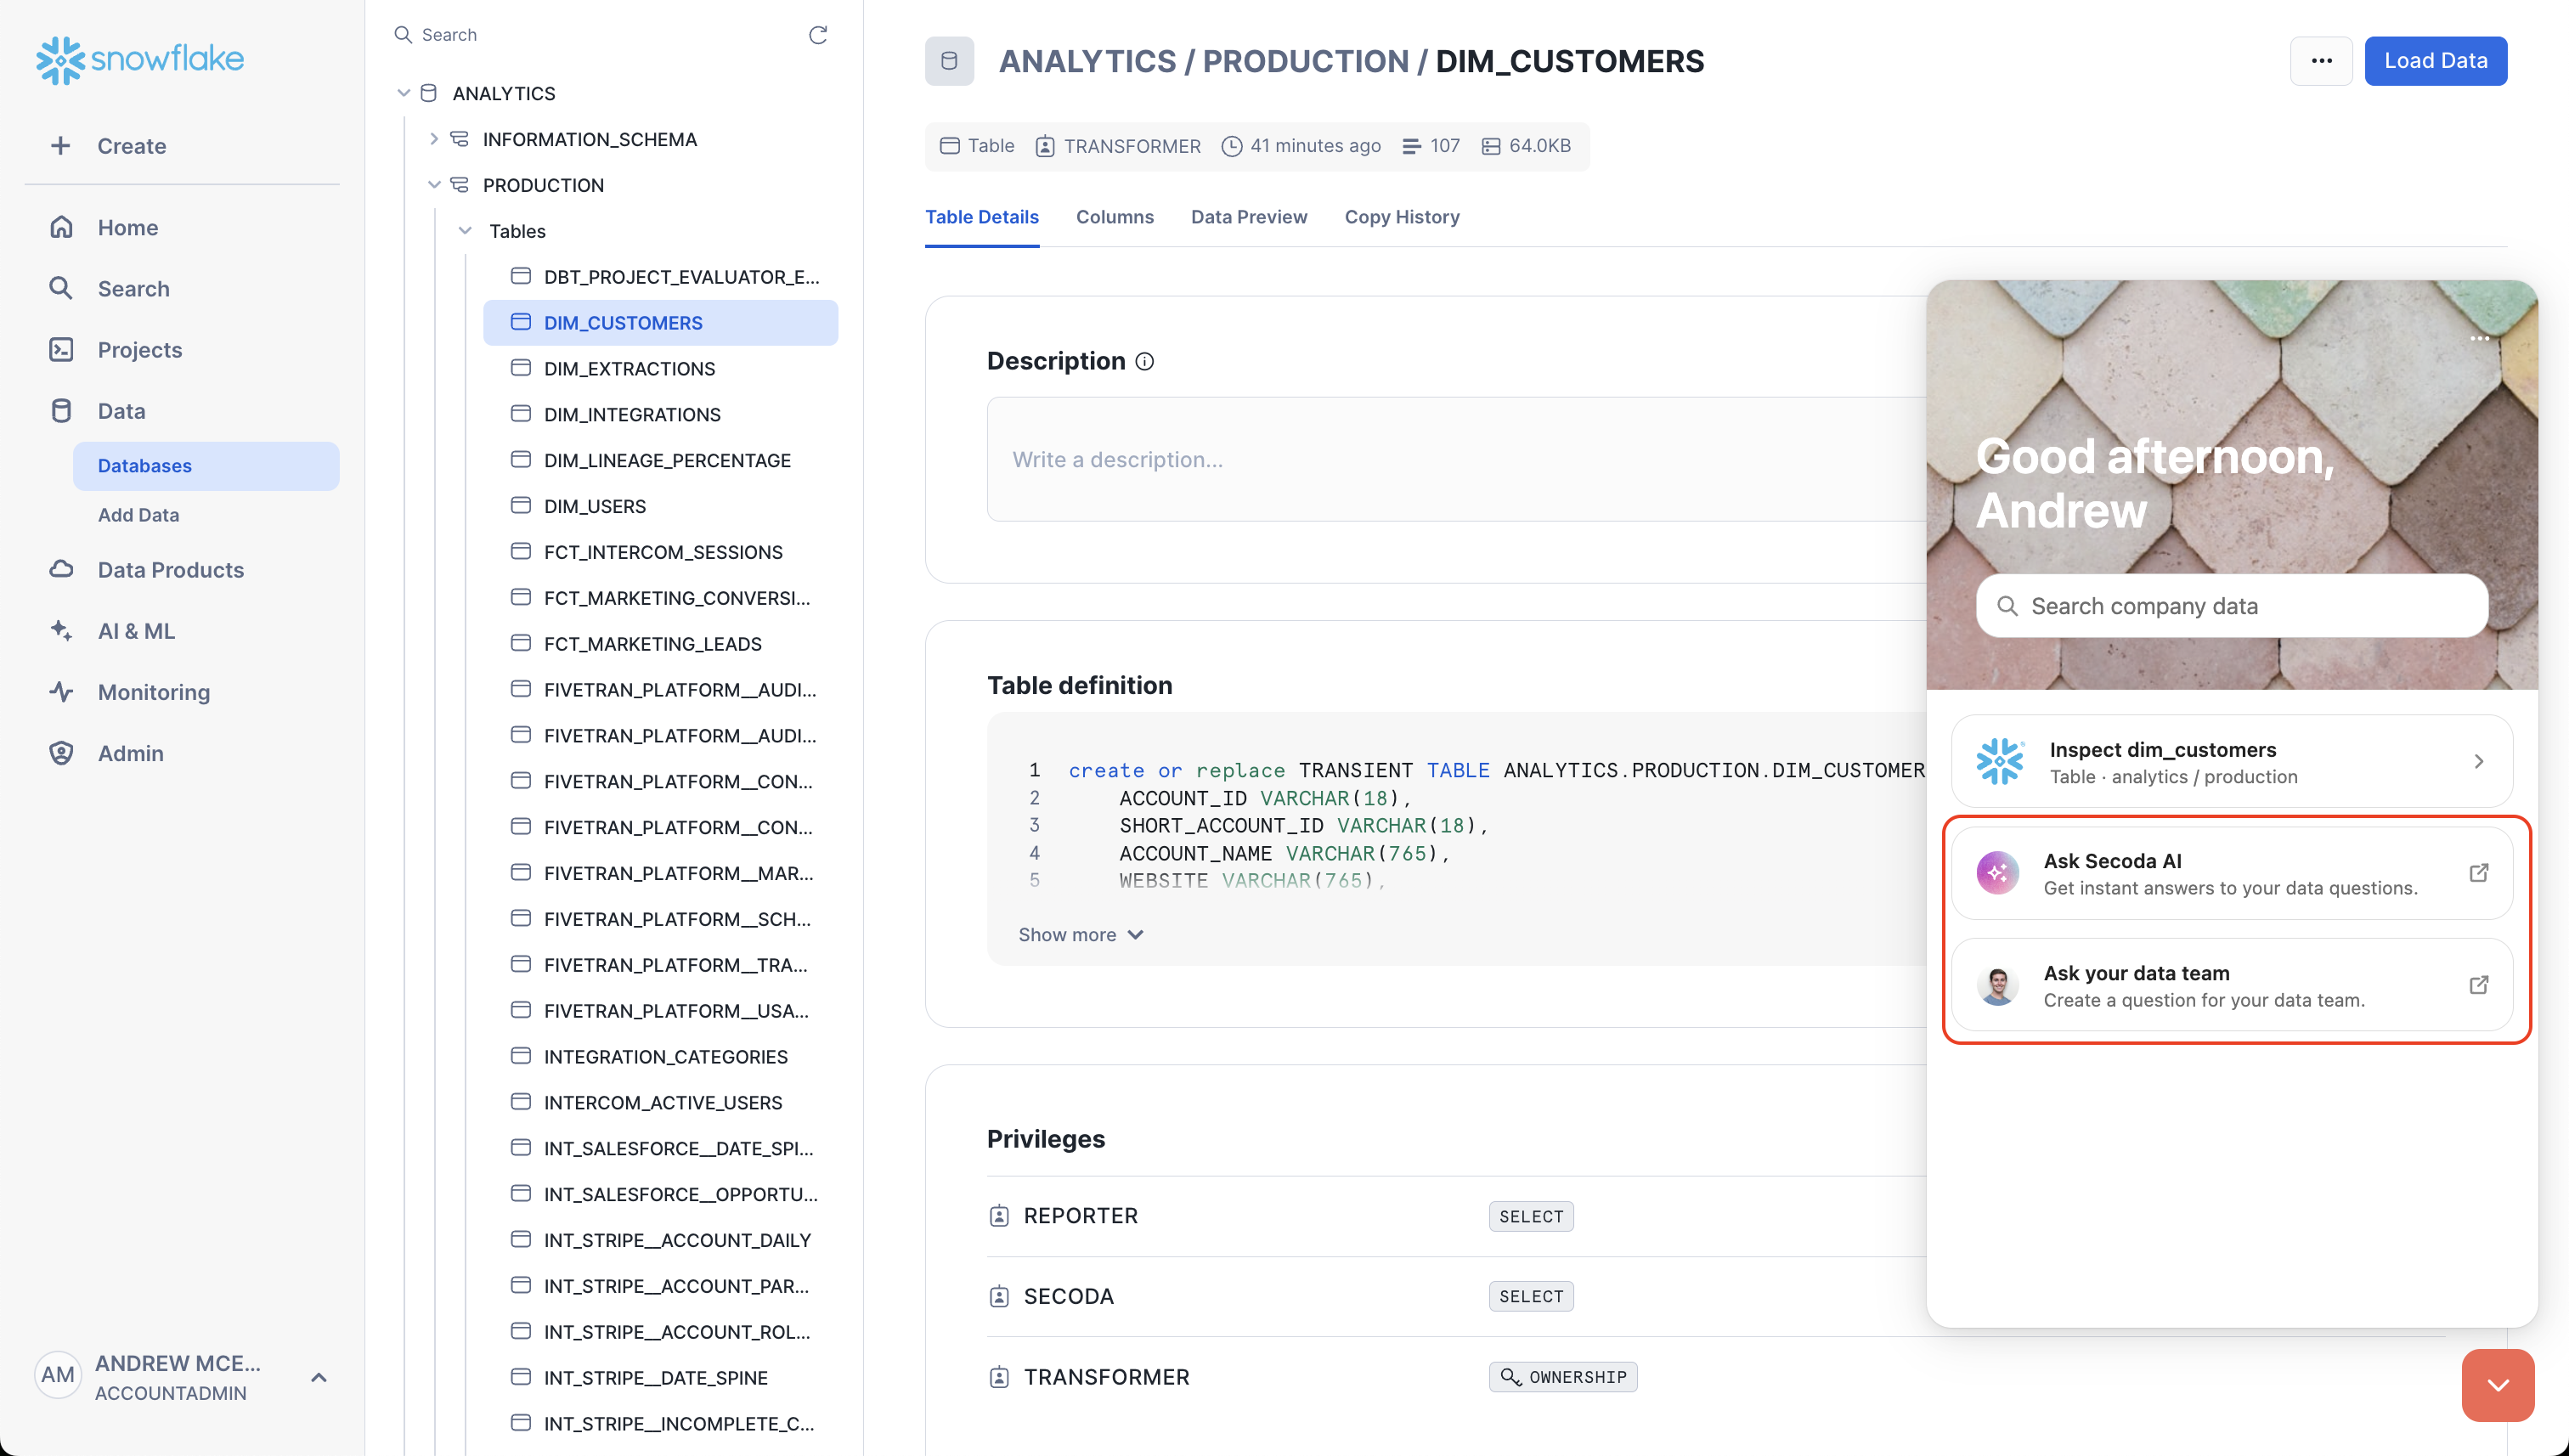 snowflake
Create
Home
Search
Projects
Data
Databases
Add Data
Data Products
AI & ML
Monitoring
Admin
AM
ANDREW MCE...
ACCOUNTADMIN
Search
ANALYTICS
INFORMATION_SCHEMA
PRODUCTION
Tables
DBT_PROJECT_EVALUATOR_E...
DIM_CUSTOMERS
DIM_EXTRACTIONS
DIM_INTEGRATIONS
DIM_LINEAGE_PERCENTAGE
DIM_USERS
FCT_INTERCOM_SESSIONS
FCT_MARKETING_CONVERSI...
FCT_MARKETING_LEADS
FIVETRAN_PLATFORM__AUDI...
FIVETRAN_PLATFORM__AUDI...
FIVETRAN_PLATFORM__CON...
FIVETRAN_PLATFORM__CON...
FIVETRAN_PLATFORM__MAR...
FIVETRAN_PLATFORM__SCH...
FIVETRAN_PLATFORM__TRA...
FIVETRAN_PLATFORM__USA...
INTEGRATION_CATEGORIES
INTERCOM_ACTIVE_USERS
INT_SALESFORCE__DATE_SPI...
INT_SALESFORCE__OPPORTU...
INT_STRIPE__ACCOUNT_DAILY
INT_STRIPE__ACCOUNT_PAR...
INT_STRIPE__ACCOUNT_ROL...
INT_STRIPE__DATE_SPINE
INT_STRIPE__INCOMPLETE_C...
ANALYTICS / PRODUCTION / DIM_CUSTOMERS
Load Data
Table TRANSFORMER 41 minutes ago 107 64.0KB
Table Details Columns Data Preview Copy History
Description
Write a description...
Table definition
1 create or replace TRANSIENT TABLE ANALYTICS.PRODUCTION.DIM_CUSTOMER
2 ACCOUNT_ID VARCHAR(18),
3 SHORT_ACCOUNT_ID VARCHAR(18),
4 ACCOUNT_NAME VARCHAR(765),
5 WEBSITE VARCHAR(765),
Show more
Privileges
REPORTER SELECT
SECODA SELECT
TRANSFORMER OWNERSHIP
Good afternoon,
Andrew
Search company data
Inspect dim_customers
Table · analytics / production
Ask Secoda AI
Get instant answers to your data questions.
Ask your data team
Create a question for your data team.